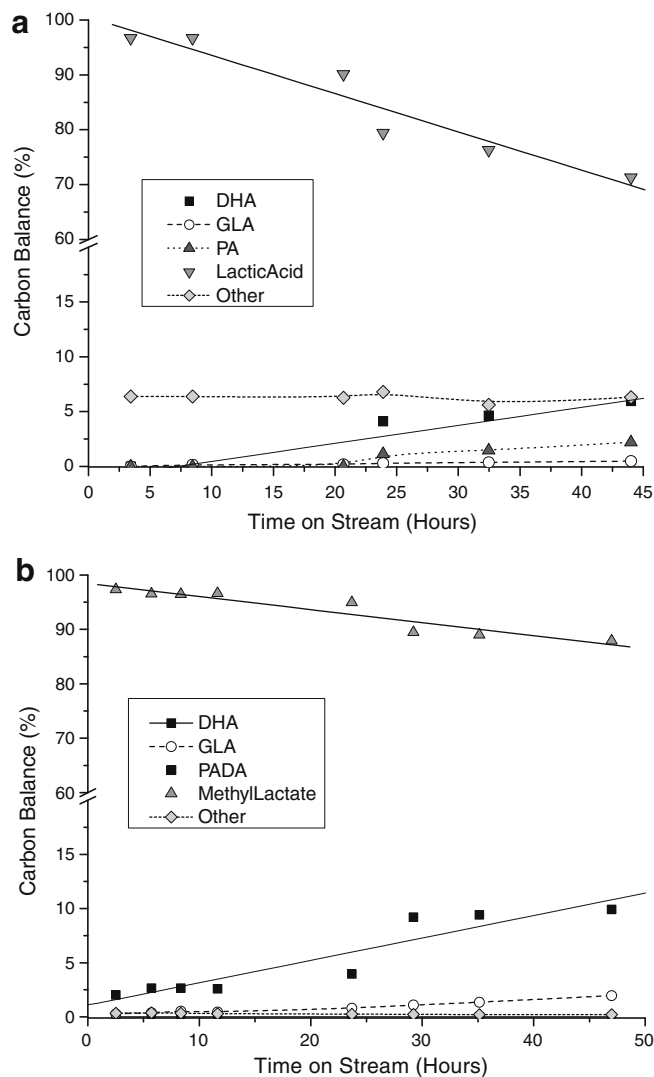 a
100
90
80
70
60
15
10
5
0
Carbon Balance (%)
DHA
GLA
PA
LacticAcid
Other
0 5 10 15 20 25 30 35 40 45
Time on Stream (Hours)
b
100
90
80
70
60
15
10
5
0
Carbon Balance (%)
DHA
GLA
PADA
MethylLactate
Other
0 10 20 30 40 50
Time on Stream (Hours)